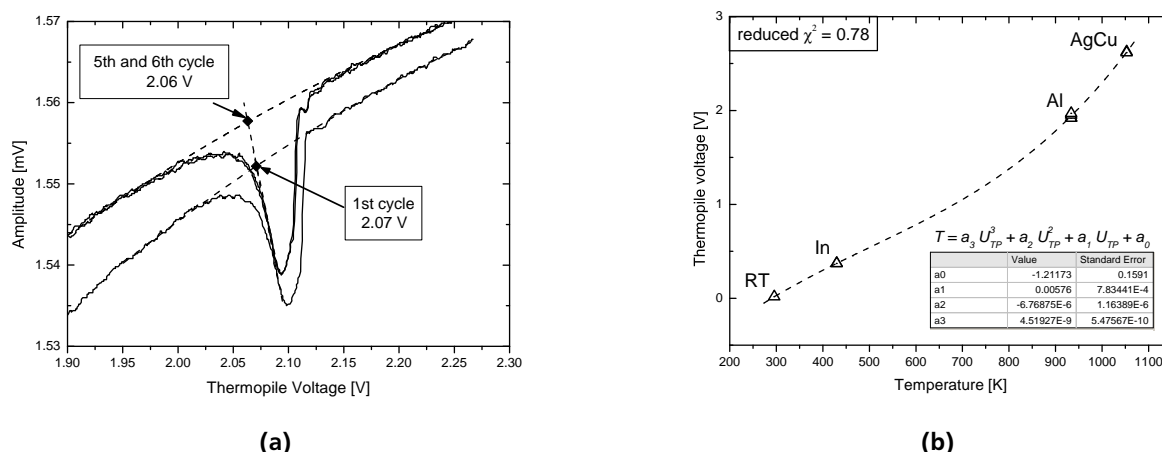 1.57
1.56
1.55
1.54
1.53
Amplitude [mV]
5th and 6th cycle
2.06 V
1st cycle
2.07 V
1.90 1.95 2.00 2.05 2.10 2.15 2.20 2.25 2.30
Thermopile Voltage [V]
(a)
3
2
1
0
Thermopile voltage [V]
reduced χ² = 0.78
AgCu
Al
In
RT
T = a₃ U³_TP + a₂ U²_TP + a₁ U_TP + a₀
Value Standard Error
a0 -1.21173 0.1591
a1 0.00576 7.83441E-4
a2 -6.76875E-6 1.16389E-6
a3 4.51927E-9 5.47567E-10
200 300 400 500 600 700 800 900 1000 1100
Temperature [K]
(b)